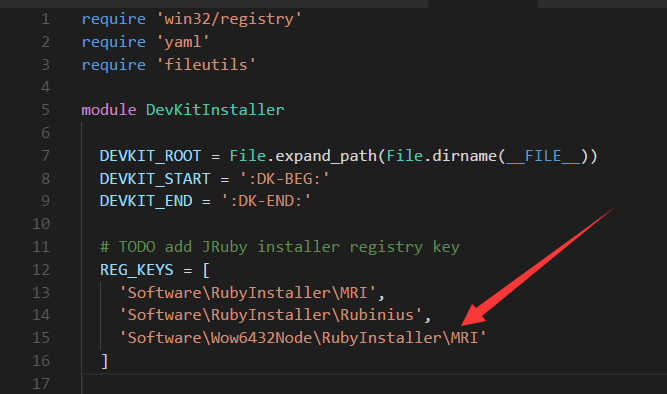 1 require 'win32/registry'
2 require 'yaml'
3 require 'fileutils'
4
5 module DevKitInstaller
6
7 DEVKIT_ROOT = File.expand_path(File.dirname(__FILE__))
8 DEVKIT_START = ':DK-BEG:'
9 DEVKIT_END = ':DK-END:'
10
11 # TODO add JRuby installer registry key
12 REG_KEYS = [
13 'Software\RubyInstaller\MRI',
14 'Software\RubyInstaller\Rubinius',
15 'Software\Wow6432Node\RubyInstaller\MRI'
16 ]
17